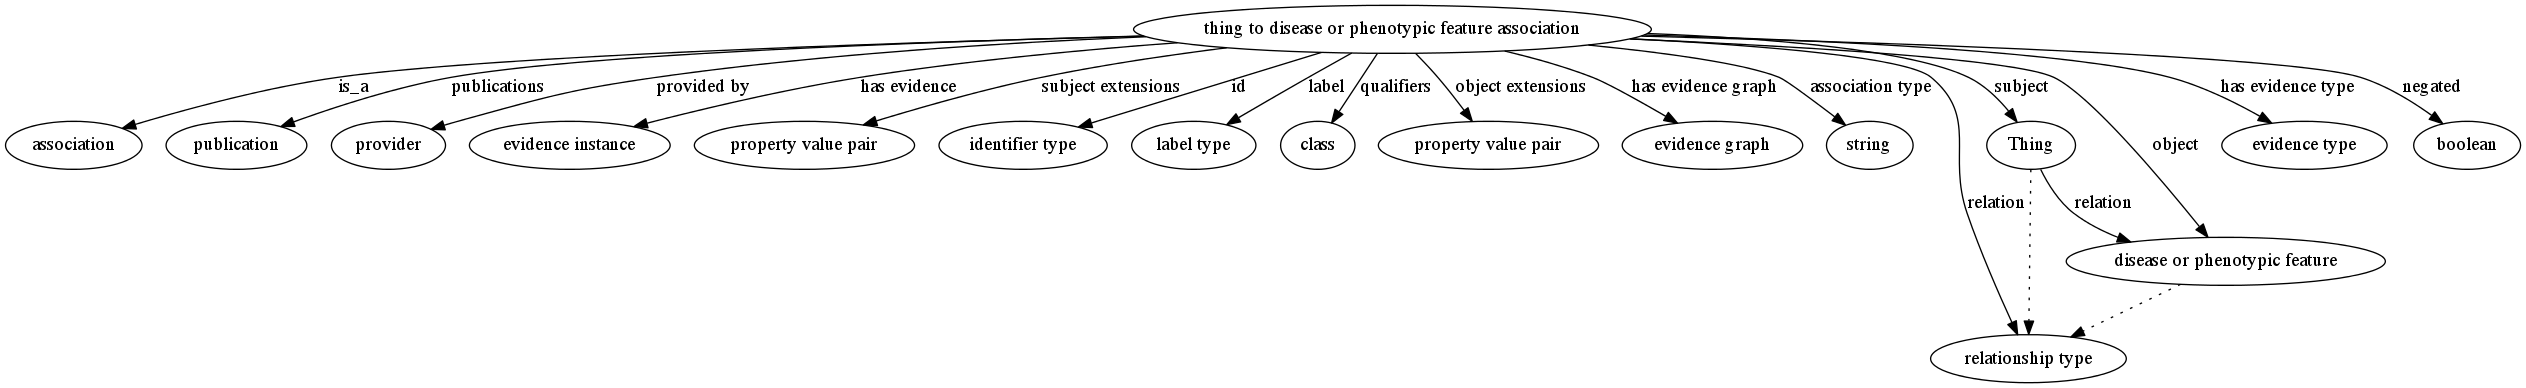 thing to disease or phenotypic feature association
is_a
publications
provided by
has evidence
subject extensions
id
label
qualifiers
object extensions
has evidence graph
association type
subject
has evidence type
negated
association
publication
provider
evidence instance
property value pair
identifier type
label type
class
property value pair
evidence graph
string
Thing
object
evidence type
boolean
relation
relation
disease or phenotypic feature
relationship type